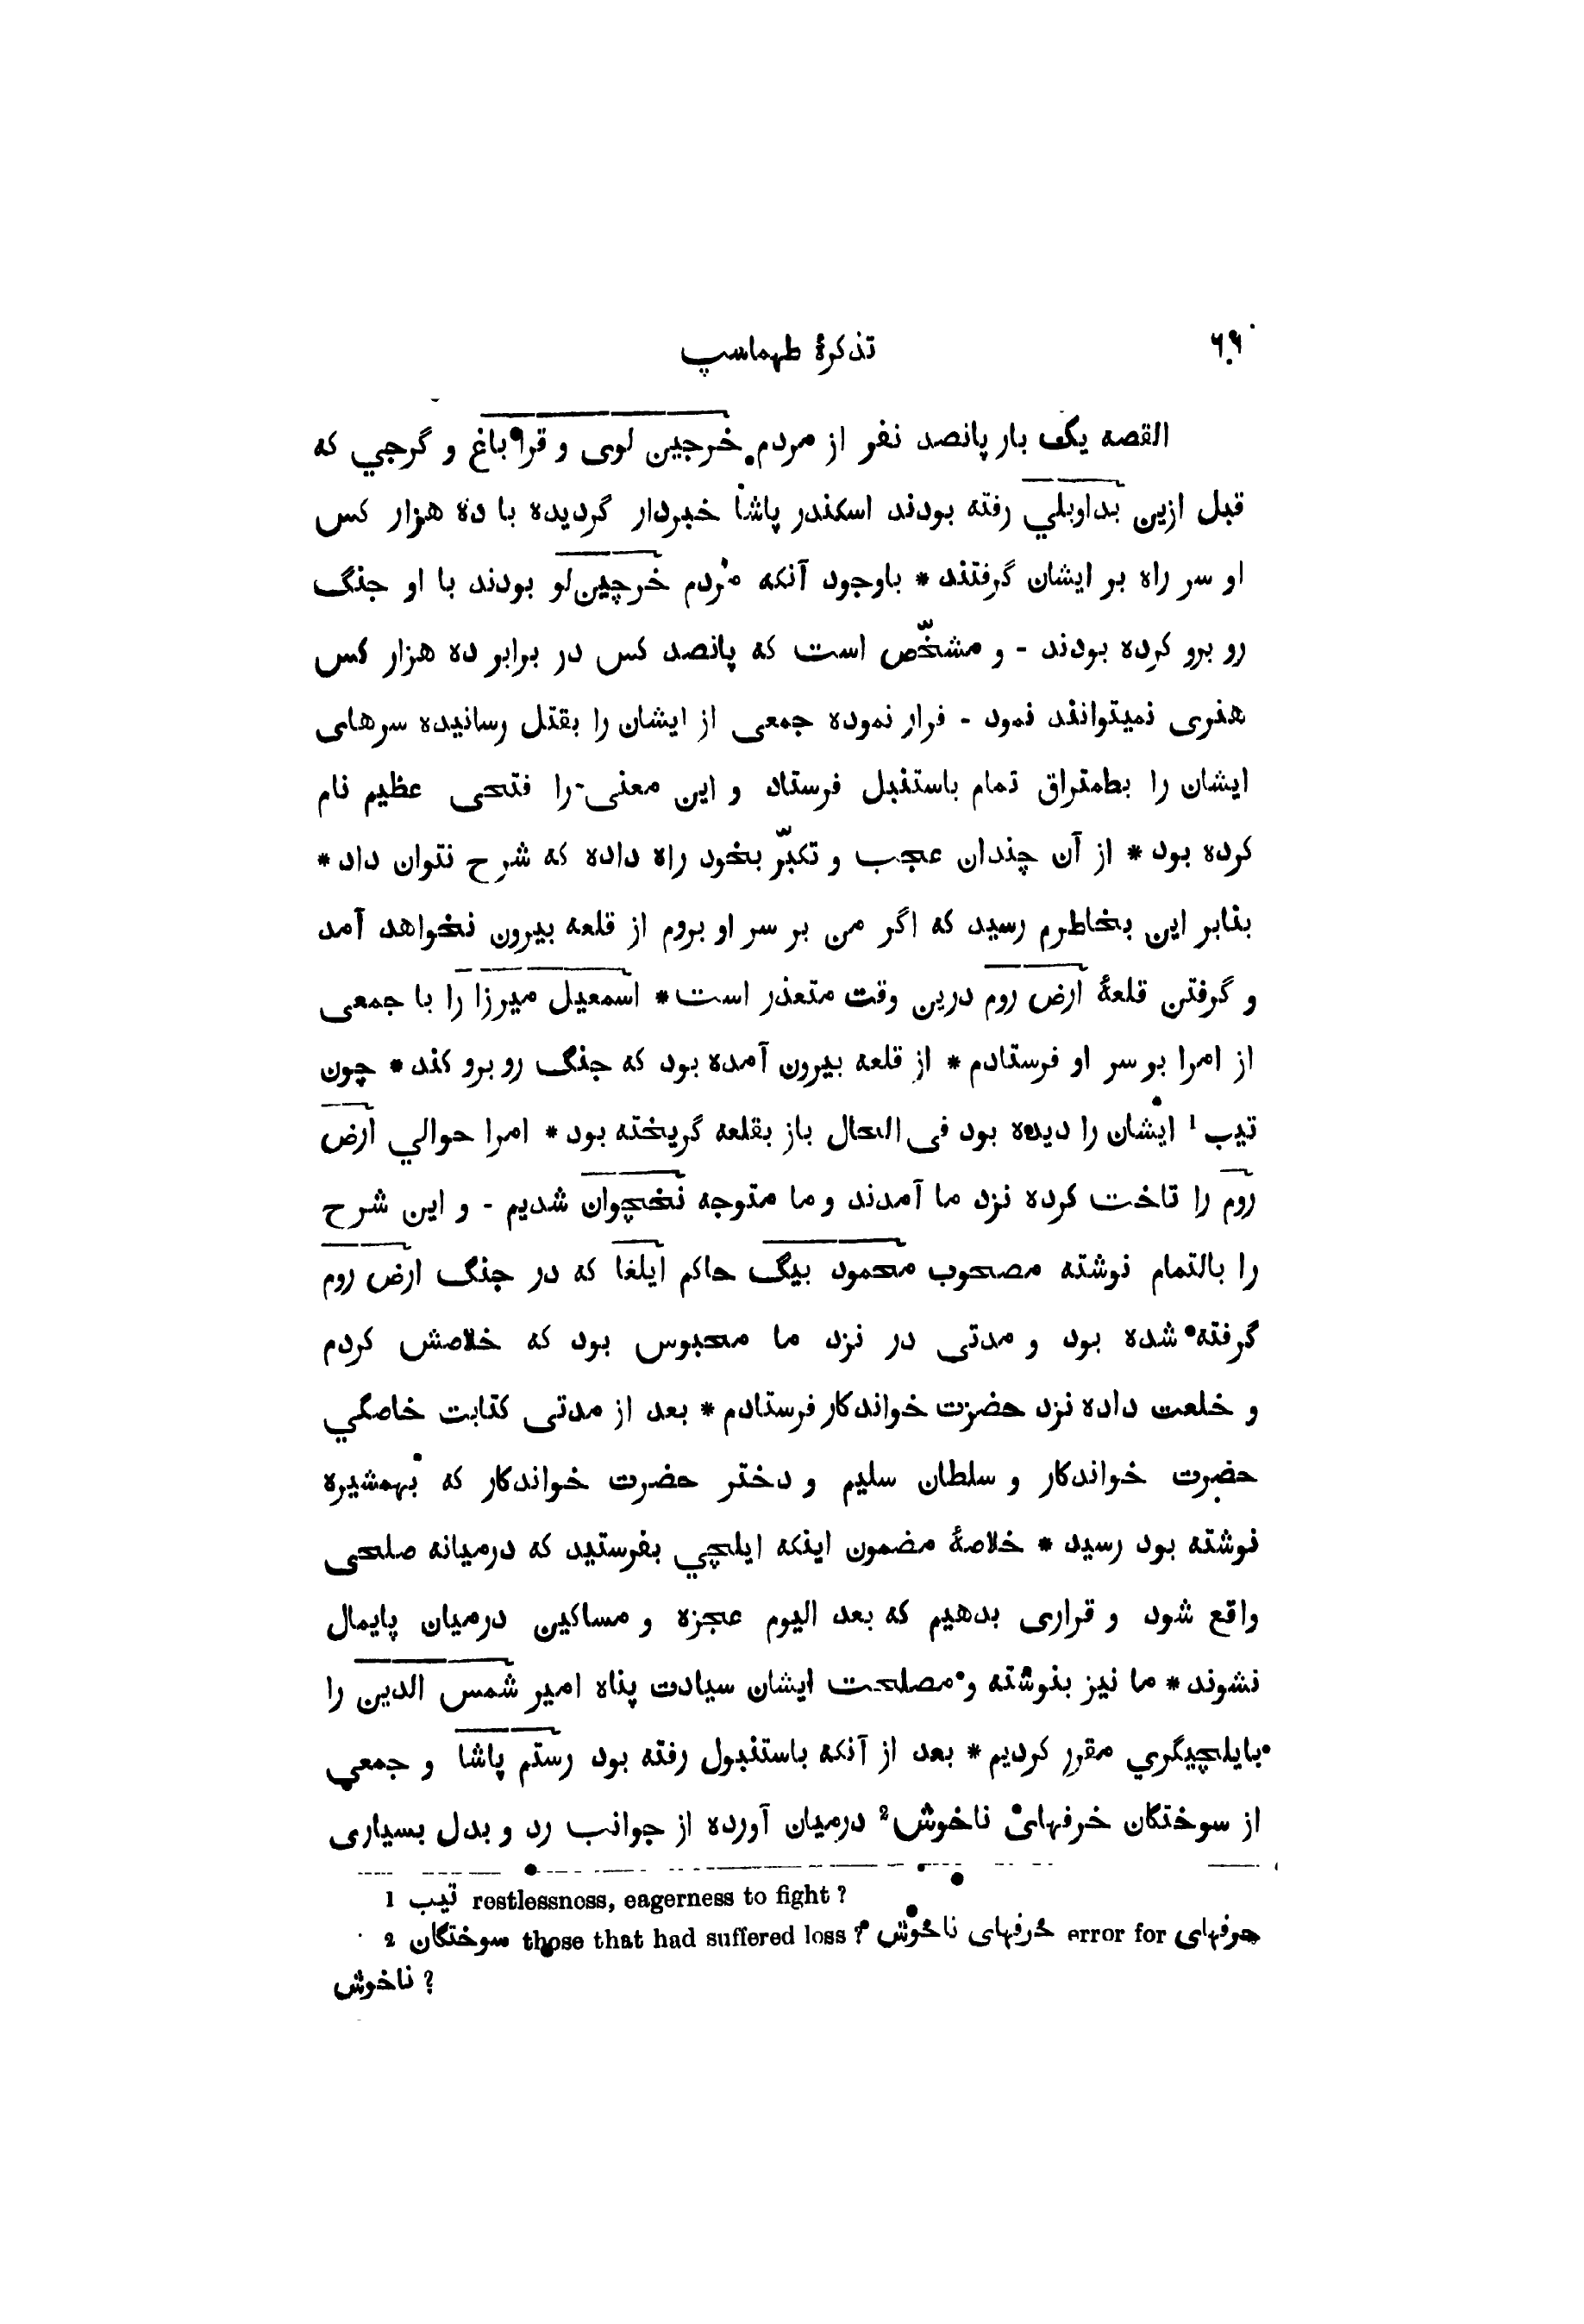 ۶۶
تذکرهٔ طهماسپ
القصه یک بار پانصد نفر از مردم خرجین لوی و قراباغ و گرجي که
قبل ازین بداوبلي رفته بودند اسکندر پاشا خبردار گردیده با ده هزار کس
او سر راه بر ایشان گرفتند * باوجود آنکه مردم خرچین‌لو بودند با او جنگ
رو برو کرده بودند - و مشخّص است که پانصد کس در برابر ده هزار کس
هنری نمیتوانند نمود - فرار نموده جمعی از ایشان را بقتل رسانیده سرهای
ایشان را بطمتراق تمام باستنبل فرستاد و این معنی را فتحی عظیم نام
کرده بود * از آن چندان عجب و تکبّر بخود راه داده که شرح نتوان داد *
بنابر این بخاطرم رسید که اگر من بر سر او بروم از قلعه بیرون نخواهد آمد
و گرفتن قلعهٔ ارض روم درین وقت متعذر است * اسمعیل میرزا را با جمعی
از امرا بر سر او فرستادم * از قلعه بیرون آمده بود که جنگ رو برو کند * چون
تیب 1 ایشان را دیده بود فی الحال باز بقلعه گریخته بود * امرا حوالي ارض
روم را تاخت کرده نزد ما آمدند و ما متوجه نخچوان شدیم - و این شرح
را بالتمام نوشته مصحوب محمود بیگ حاکم ایلغا که در جنگ ارض روم
گرفته شده بود و مدتی در نزد ما محبوس بود که خلاصش کردم
و خلعت داده نزد حضرت خواندکار فرستادم * بعد از مدتی کتابت خاصگي
حضرت خواندکار و سلطان سلیم و دختر حضرت خواندکار که بهمشیره
نوشته بود رسید * خلاصهٔ مضمون اینکه ایلچي بفرستید که درمیانه صلحی
واقع شود و قراری بدهیم که بعد الیوم عجزه و مساکین درمیان پایمال
نشوند * ما نیز بنوشته و مصلحت ایشان سیادت پناه امیر شمس الدین را
بایلچیگري مقرر کردیم * بعد از آنکه باستنبول رفته بود رستم پاشا و جمعي
از سوختگان خرفهای ناخوش 2 درمیان آورده از جوانب رد و بدل بسیاری
1 تیب restlessness, eagerness to fight ?
2 سوختگان those that had suffered loss ? خرفهای ناخوش error for حرفهای
ناخوش ?